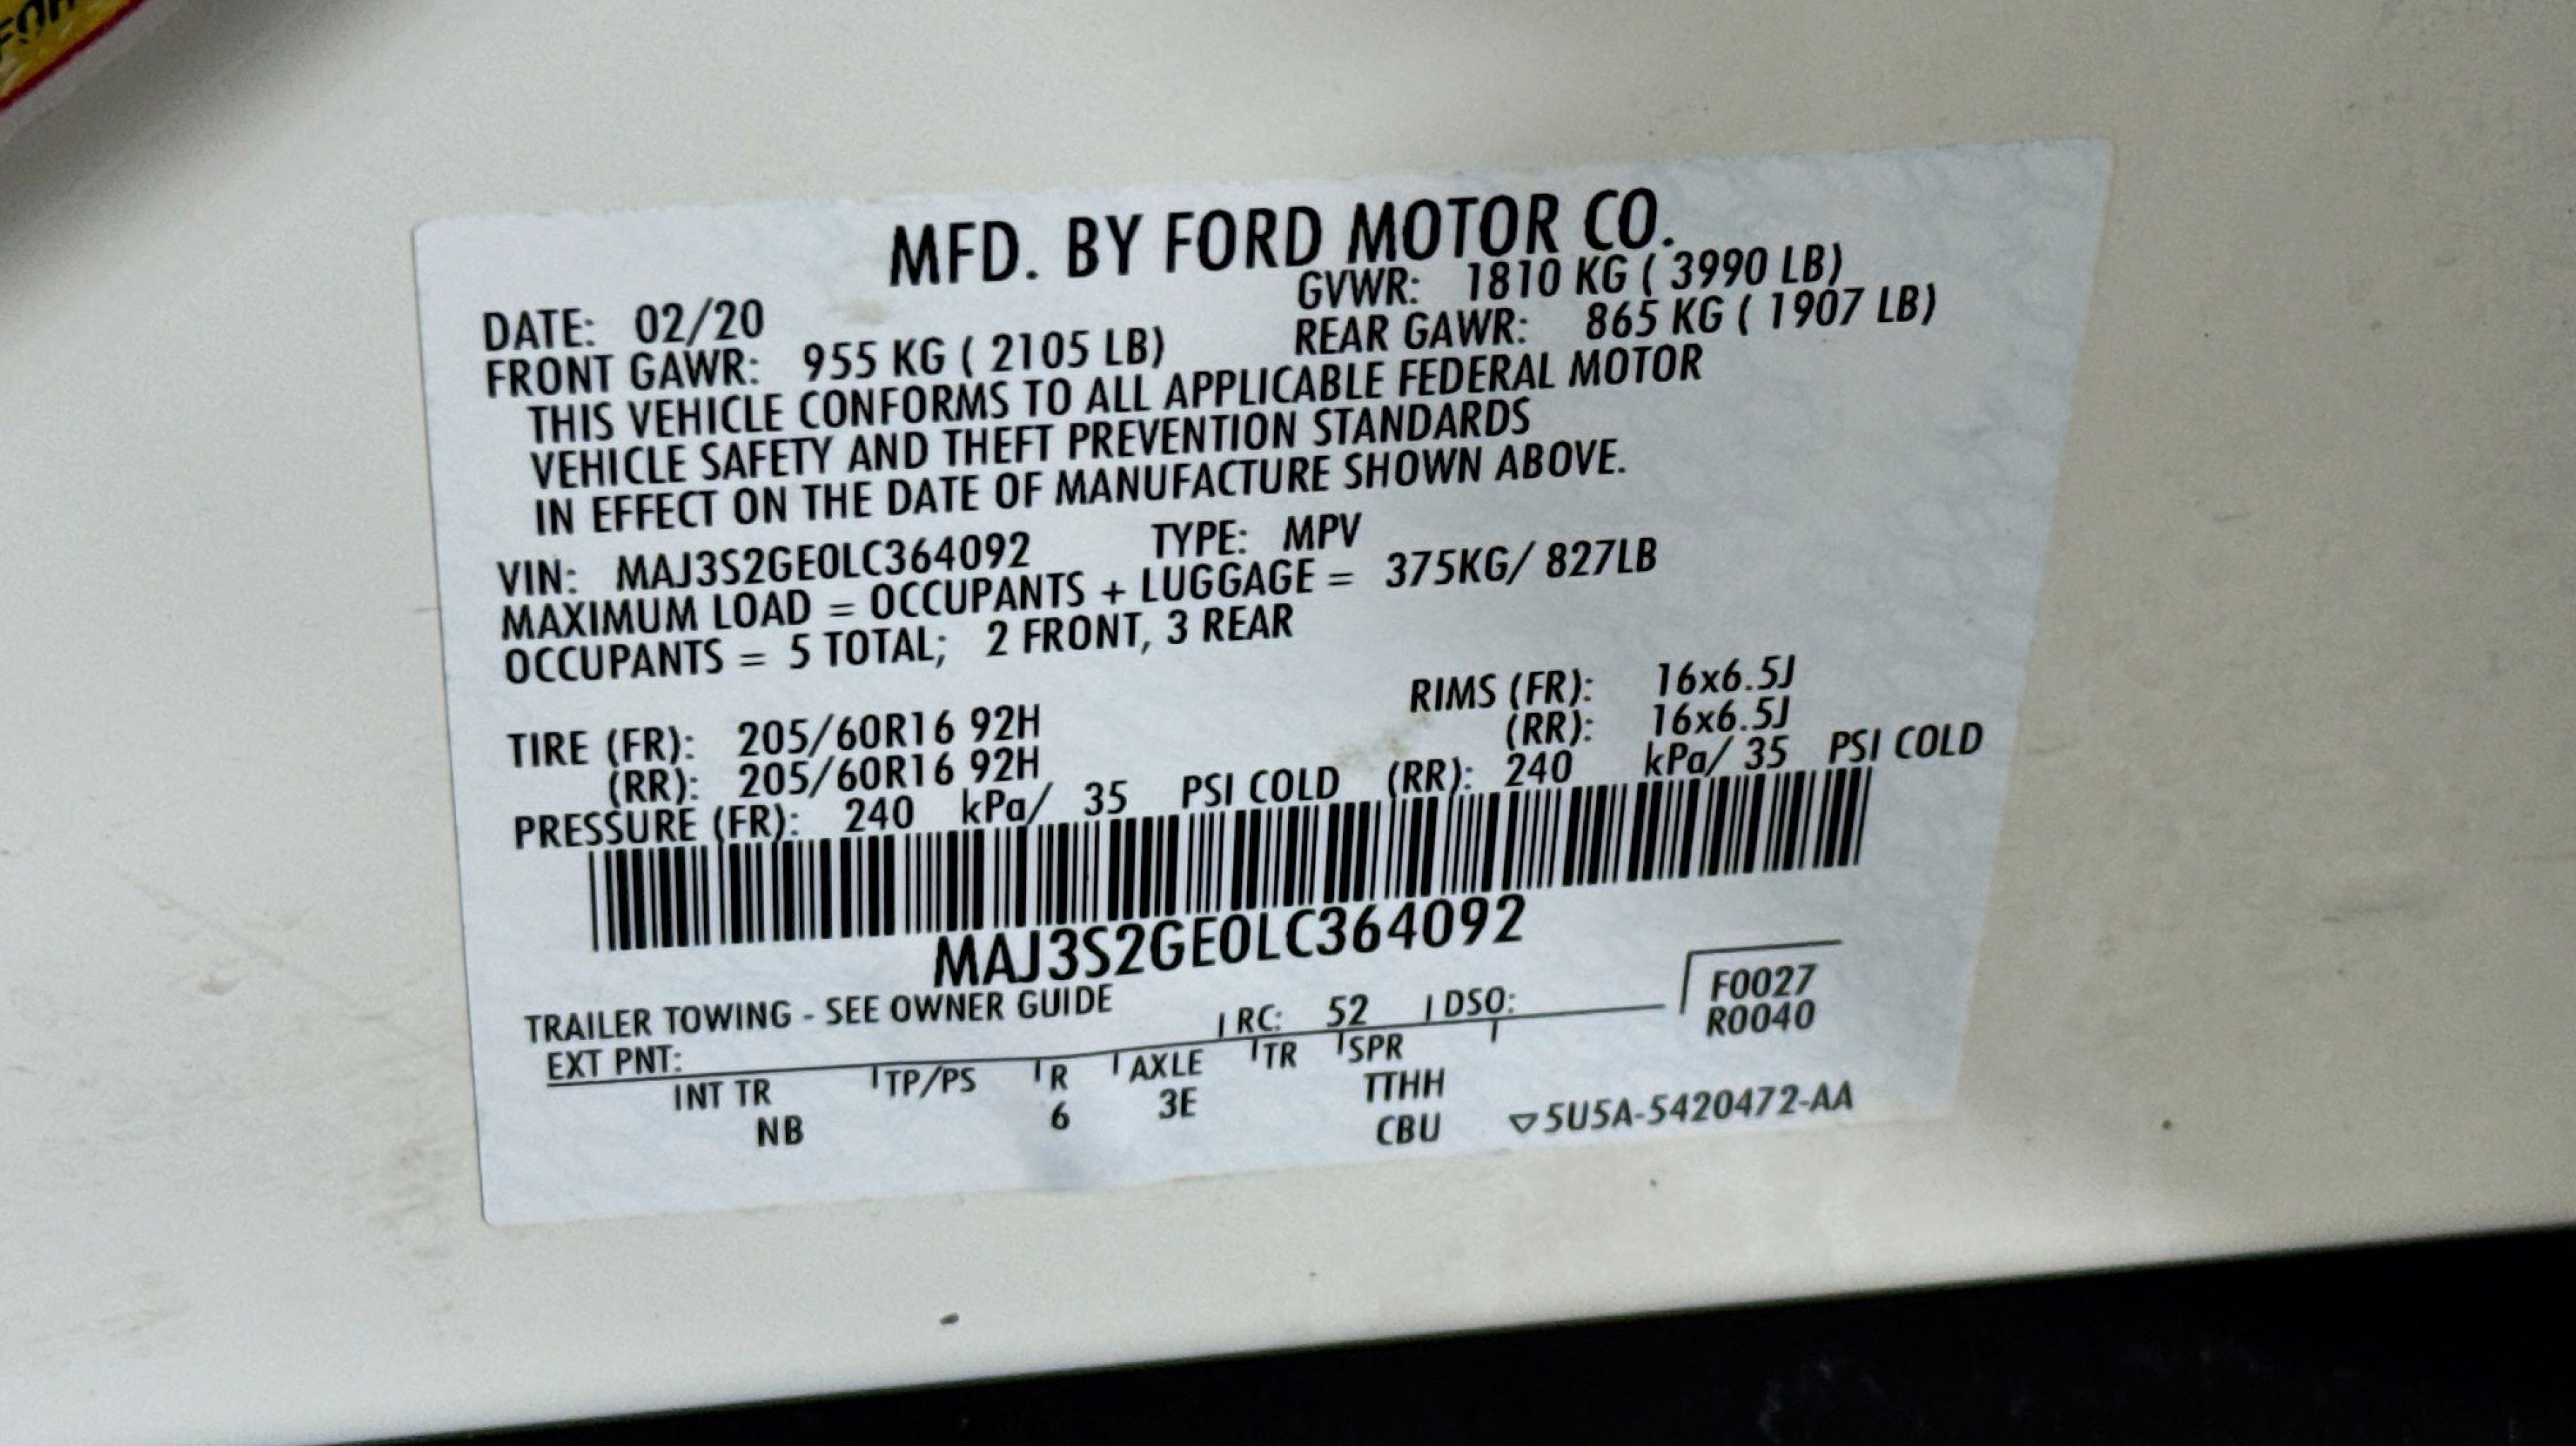 MFD. BY FORD MOTOR CO.
DATE: 02/20 GVWR: 1810 KG ( 3990 LB)
FRONT GAWR: 955 KG ( 2105 LB) REAR GAWR: 865 KG ( 1907 LB)
THIS VEHICLE CONFORMS TO ALL APPLICABLE FEDERAL MOTOR
VEHICLE SAFETY AND THEFT PREVENTION STANDARDS
IN EFFECT ON THE DATE OF MANUFACTURE SHOWN ABOVE.
VIN: MAJ3S2GE0LC364092 TYPE: MPV
MAXIMUM LOAD = OCCUPANTS + LUGGAGE = 375KG/ 827LB
OCCUPANTS = 5 TOTAL; 2 FRONT, 3 REAR
TIRE (FR): 205/60R16 92H RIMS (FR): 16x6.5J
(RR): 205/60R16 92H (RR): 16x6.5J
PRESSURE (FR): 240 kPa/ 35 PSI COLD (RR): 240 kPa/ 35 PSI COLD
MAJ3S2GE0LC364092
TRAILER TOWING - SEE OWNER GUIDE
EXT PNT: RC: 52 DSO: F0027
R0040
INT TR TP/PS R AXLE TR SPR
NB 6 3E TTHH
CBU ▽5U5A-5420472-AA